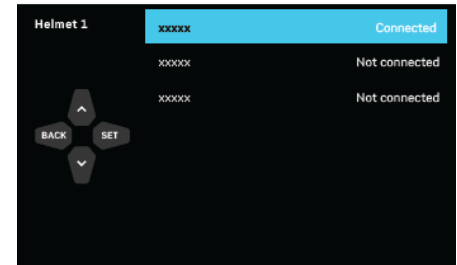 Helmet 1
xxxxx Connected
xxxxx Not connected
xxxxx Not connected
BACK SET